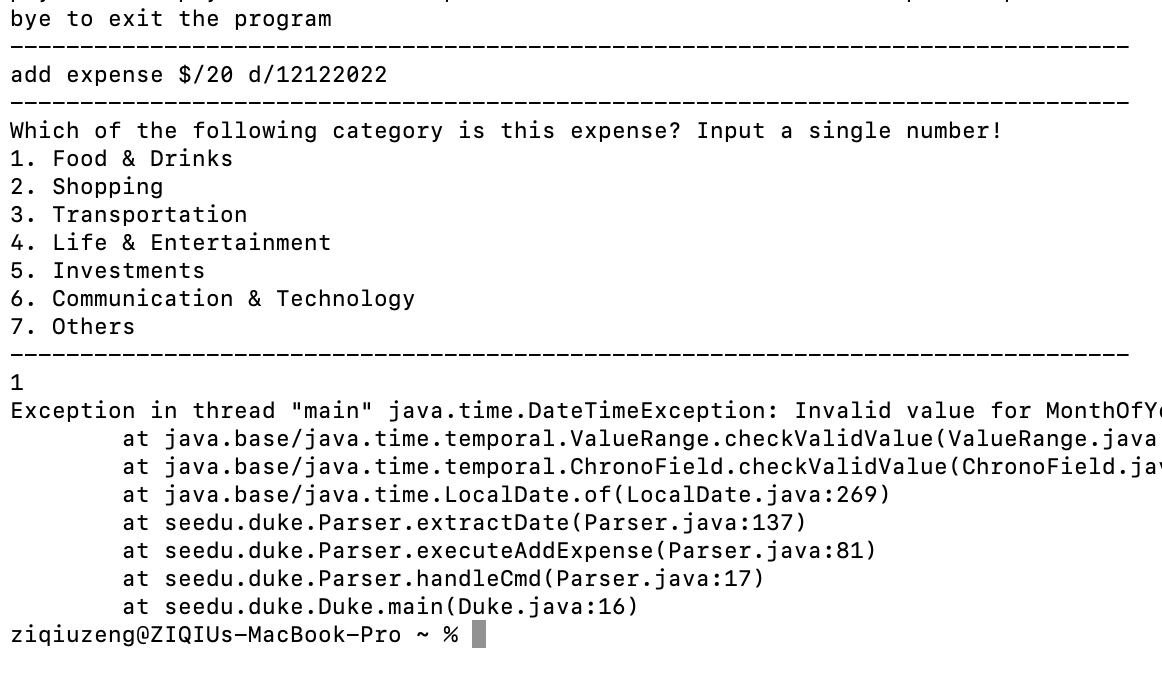 bye to exit the program
--------------------------------------------------------------------------------
add expense $/20 d/12122022
--------------------------------------------------------------------------------
Which of the following category is this expense? Input a single number!
1. Food & Drinks
2. Shopping
3. Transportation
4. Life & Entertainment
5. Investments
6. Communication & Technology
7. Others
--------------------------------------------------------------------------------
1
Exception in thread "main" java.time.DateTimeException: Invalid value for
at java.base/java.time.temporal.ValueRange.checkValidValue(ValueRange.java
at java.base/java.time.temporal.ChronoField.checkValidValue(ChronoField.jav
at java.base/java.time.LocalDate.of(LocalDate.java:269)
at seedu.duke.Parser.extractDate(Parser.java:137)
at seedu.duke.Parser.executeAddExpense(Parser.java:81)
at seedu.duke.Parser.handleCmd(Parser.java:17)
at seedu.duke.Duke.main(Duke.java:16)
ziqiuzeng@ZIQIUs-MacBook-Pro ~ %